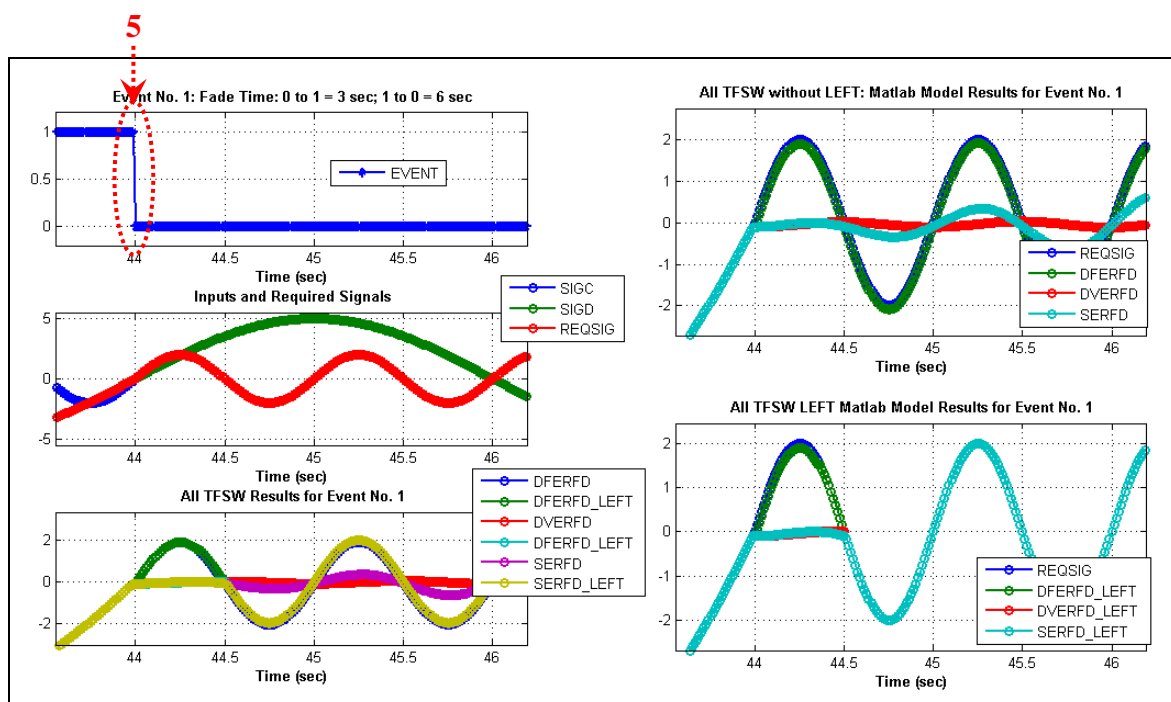 5
Event No. 1: Fade Time: 0 to 1 = 3 sec; 1 to 0 = 6 sec
1
0.5
0
EVENT
44 44.5 45 45.5 46
Time (sec)
Inputs and Required Signals
SIGC
SIGD
REQSIG
5
0
-5
44 44.5 45 45.5 46
Time (sec)
All TFSW Results for Event No. 1
DFERFD
DFERFD_LEFT
DVERFD
DFERFD_LEFT
SERFD
SERFD_LEFT
2
0
-2
44 44.5 45 45.5 46
Time (sec)
All TFSW without LEFT: Matlab Model Results for Event No. 1
2
1
0
-1
-2
REQSIG
DFERFD
DVERFD
SERFD
44 44.5 45 45.5 46
Time (sec)
All TFSW LEFT Matlab Model Results for Event No. 1
2
1
0
-1
-2
REQSIG
DFERFD_LEFT
DVERFD_LEFT
SERFD_LEFT
44 44.5 45 45.5 46
Time (sec)